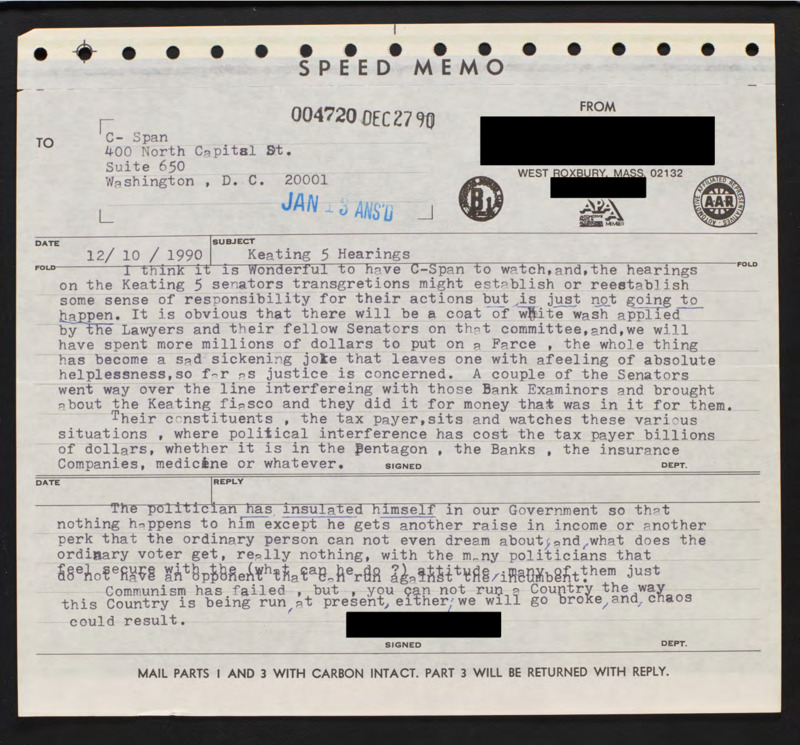 SPEED MEMO
004720 DEC 27 90
FROM
TO
C- Span
400 North Capital St.
Suite 650
Washington , D. C. 20001
WEST ROXBURY, MASS. 02132
JAN 13 ANS'D
B
APA
MEMBER
AUTOMOTIVE AFFILIATED REPRESENTATIVES
AAR
DATE
12/ 10 / 1990
SUBJECT
Keating 5 Hearings
FOLD
FOLD
I think it is Wonderful to have C-Span to watch,and,the hearings
on the Keating 5 senators transgretions might establish or reestablish
some sense of responsibility for their actions but is just not going to
happen. It is obvious that there will be a coat of white wash applied
by the Lawyers and their fellow Senators on that committee,and,we will
have spent more millions of dollars to put on a Farce , the whole thing
has become a sad sickening joke that leaves one with afeeling of absolute
helplessness,so far as justice is concerned. A couple of the Senators
went way over the line interfereing with those Bank Examinors and brought
about the Keating fiasco and they did it for money that was in it for them.
Their constituents , the tax payer,sits and watches these various
situations , where political interference has cost the tax payer billions
of dollars, whether it is in the Pentagon , the Banks , the insurance
Companies, medicine or whatever.
SIGNED
DEPT.
DATE
REPLY
The politician has insulated himself in our Government so that
nothing happens to him except he gets another raise in income or another
perk that the ordinary person can not even dream about,and,what does the
ordinary voter get, really nothing, with the many politicians that
feel secure with the (what can he do ?) attitude , many of them just
do not have an opponent that can run against the/incumbent.
Communism has failed , but , you can not run a Country the way
this Country is being run,at present, either,we will go broke,and,chaos
could result.
SIGNED
DEPT.
MAIL PARTS 1 AND 3 WITH CARBON INTACT. PART 3 WILL BE RETURNED WITH REPLY.